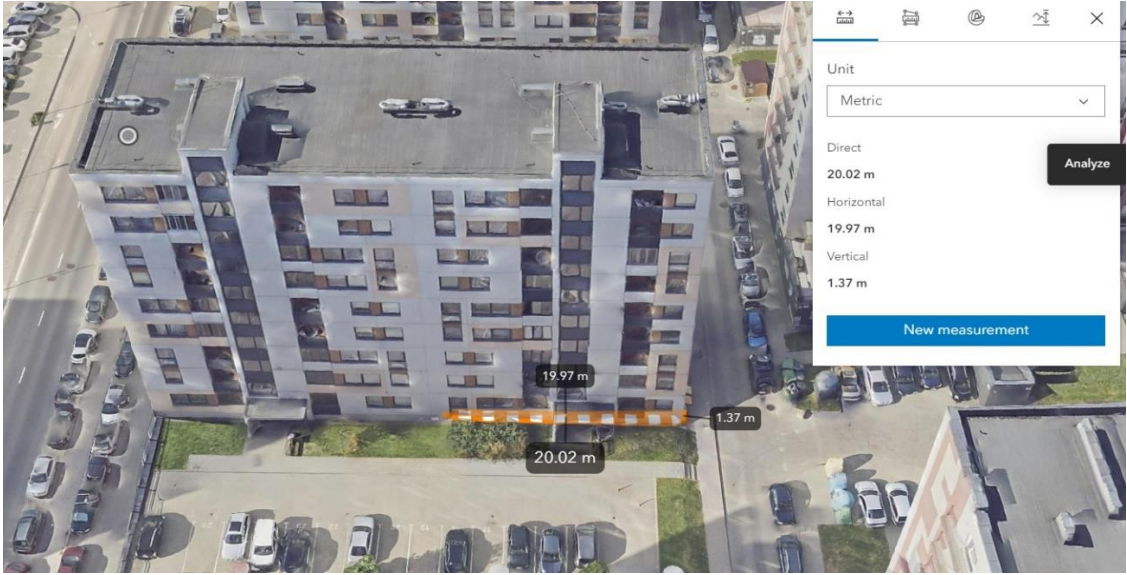 Unit
Metric
Direct
20.02 m
Horizontal
19.97 m
Vertical
1.37 m
New measurement
Analyze
19.97 m
1.37 m
20.02 m